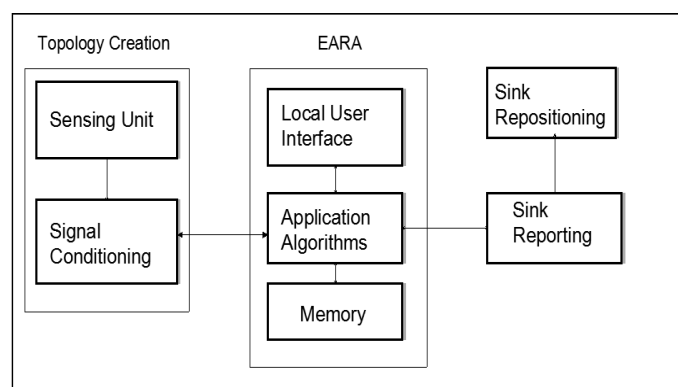 Topology Creation
EARA
Sensing Unit
Signal
Conditioning
Local User
Interface
Application
Algorithms
Memory
Sink
Repositioning
Sink
Reporting